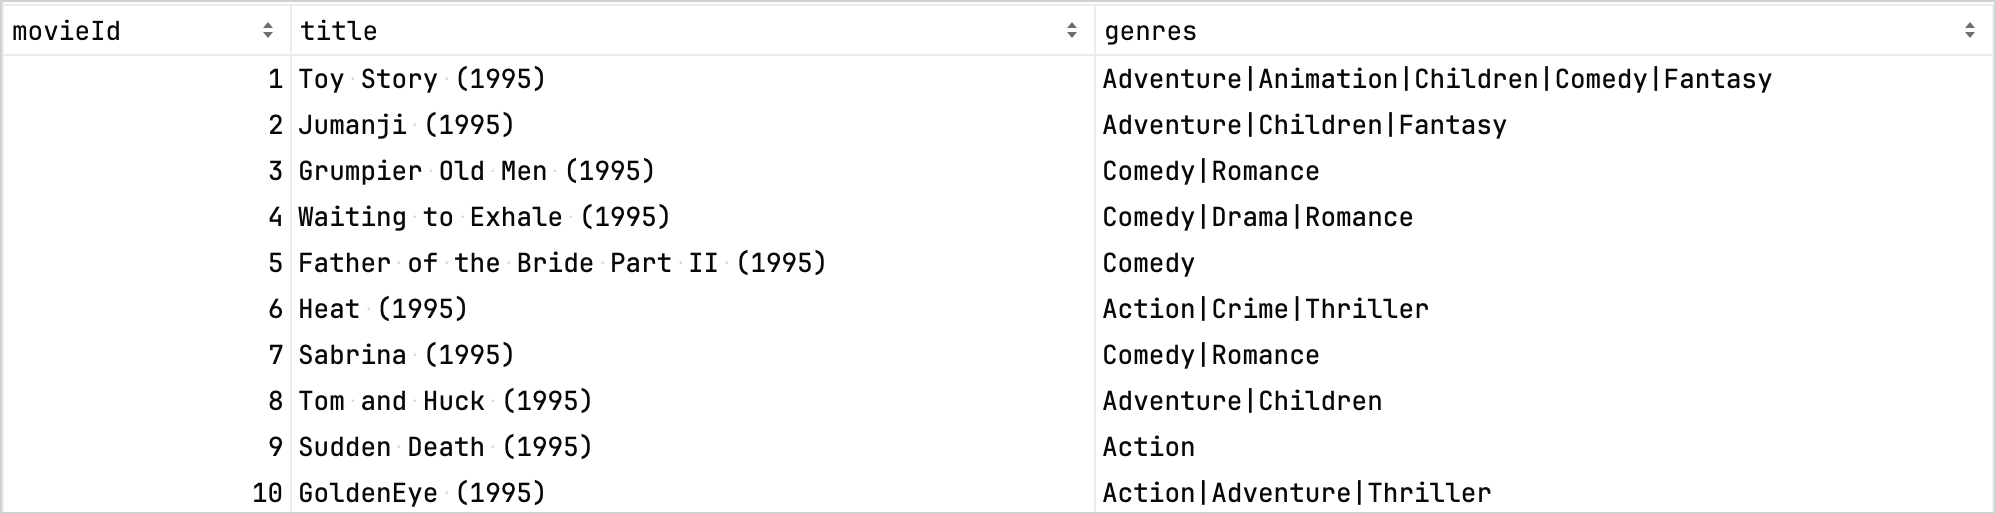 movieId title genres
1 Toy Story (1995) Adventure|Animation|Children|Comedy|Fantasy
2 Jumanji (1995) Adventure|Children|Fantasy
3 Grumpier Old Men (1995) Comedy|Romance
4 Waiting to Exhale (1995) Comedy|Drama|Romance
5 Father of the Bride Part II (1995) Comedy
6 Heat (1995) Action|Crime|Thriller
7 Sabrina (1995) Comedy|Romance
8 Tom and Huck (1995) Adventure|Children
9 Sudden Death (1995) Action
10 GoldenEye (1995) Action|Adventure|Thriller